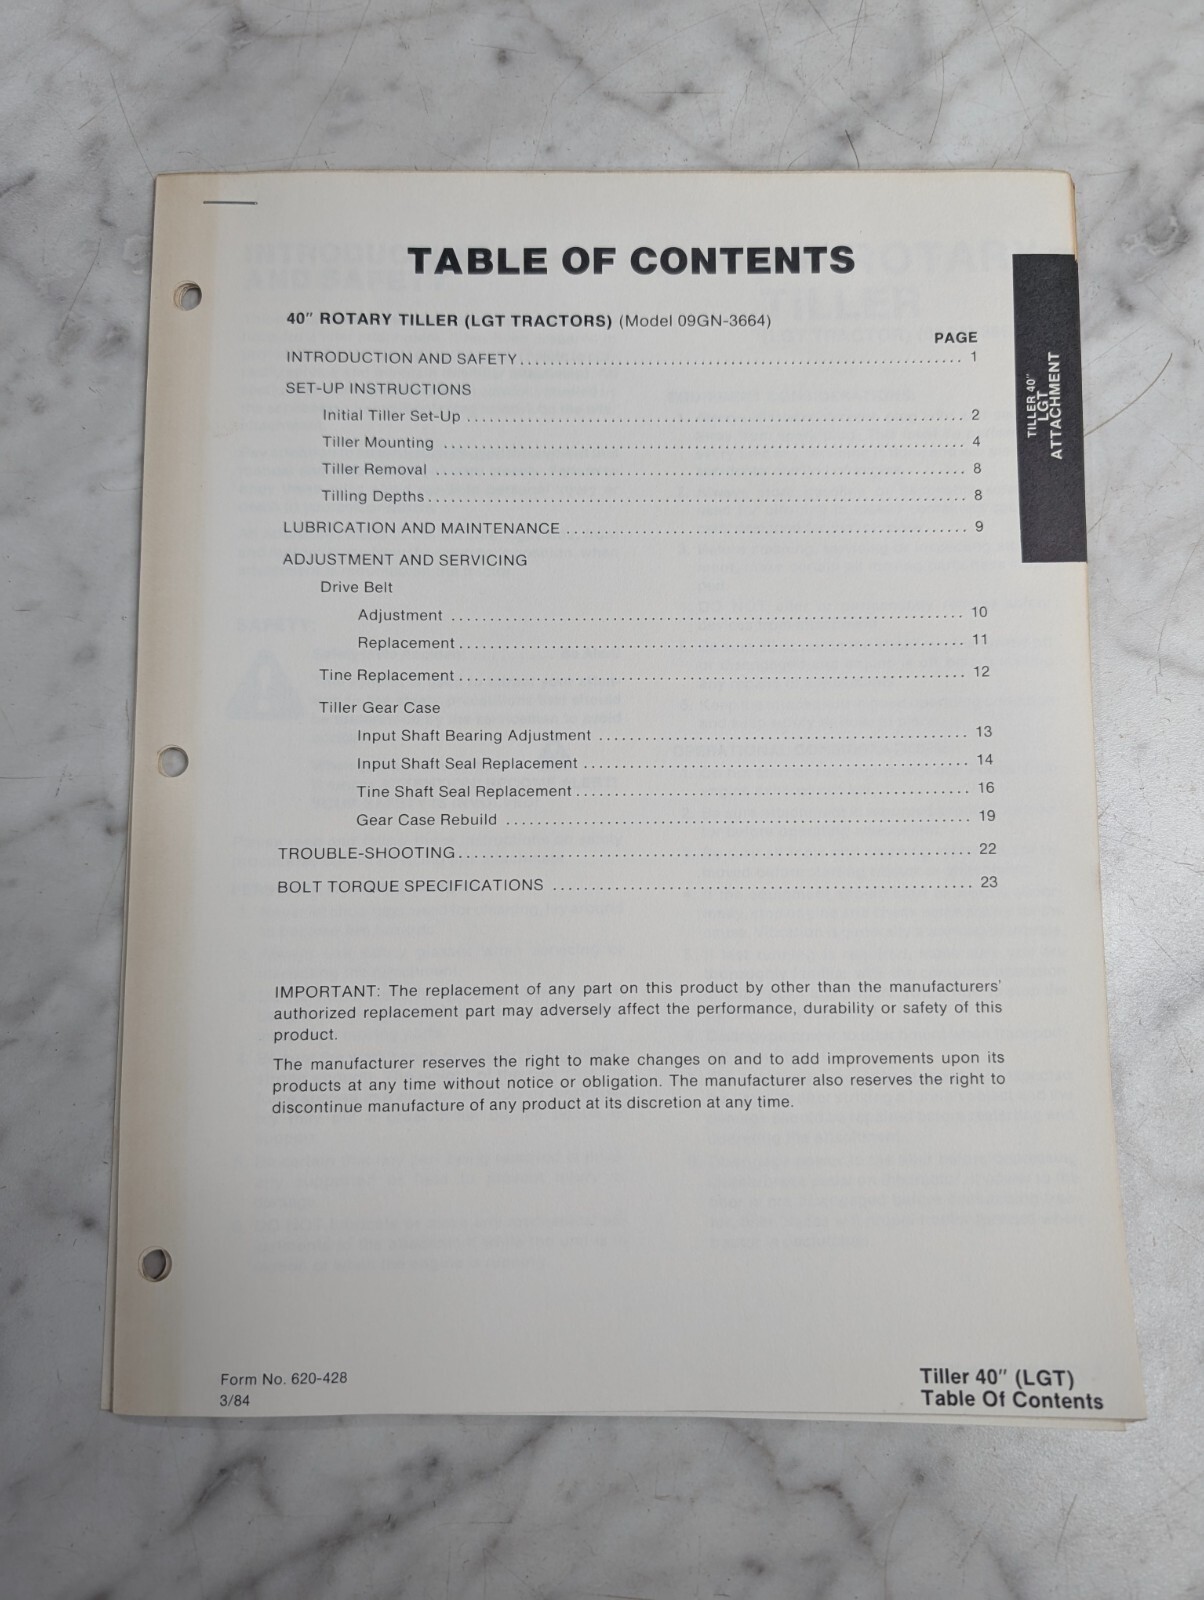 TABLE OF CONTENTS
40" ROTARY TILLER (LGT TRACTORS) (Model 09GN-3664)
PAGE
INTRODUCTION AND SAFETY ... 1
SET-UP INSTRUCTIONS
Initial Tiller Set-Up ... 2
Tiller Mounting ... 4
Tiller Removal ... 8
Tilling Depths ... 8
LUBRICATION AND MAINTENANCE ... 9
ADJUSTMENT AND SERVICING
Drive Belt
Adjustment ... 10
Replacement ... 11
Tine Replacement ... 12
Tiller Gear Case
Input Shaft Bearing Adjustment ... 13
Input Shaft Seal Replacement ... 14
Tine Shaft Seal Replacement ... 16
Gear Case Rebuild ... 19
TROUBLE-SHOOTING ... 22
BOLT TORQUE SPECIFICATIONS ... 23
IMPORTANT: The replacement of any part on this product by other than the manufacturers'
authorized replacement part may adversely affect the performance, durability or safety of this
product.
The manufacturer reserves the right to make changes on and to add improvements upon its
products at any time without notice or obligation. The manufacturer also reserves the right to
discontinue manufacture of any product at its discretion at any time.
Form No. 620-428
3/84
Tiller 40" (LGT)
Table Of Contents
TILLER 40"
LGT
ATTACHMENT